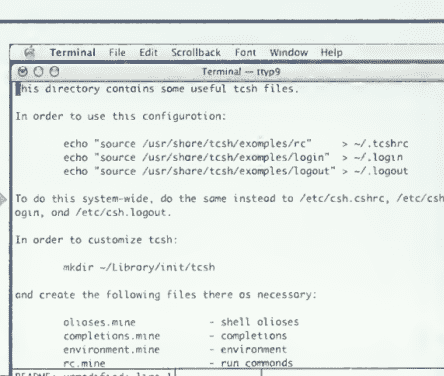 Terminal File Edit Scrollback Font Window Help
Terminal — ttyp9
This directory contains some useful tcsh files.
In order to use this configuration:
echo "source /usr/share/tcsh/examples/rc" > ~/.tcshrc
echo "source /usr/share/tcsh/examples/login" > ~/.login
echo "source /usr/share/tcsh/examples/logout" > ~/.logout
To do this system-wide, do the same instead to /etc/csh.cshrc, /etc/csh
ogin, and /etc/csh.logout.
In order to customize tcsh:
mkdir ~/Library/init/tcsh
and create the following files there as necessary:
aliases.mine - shell aliases
completions.mine - completions
environment.mine - environment
rc.mine - run commands